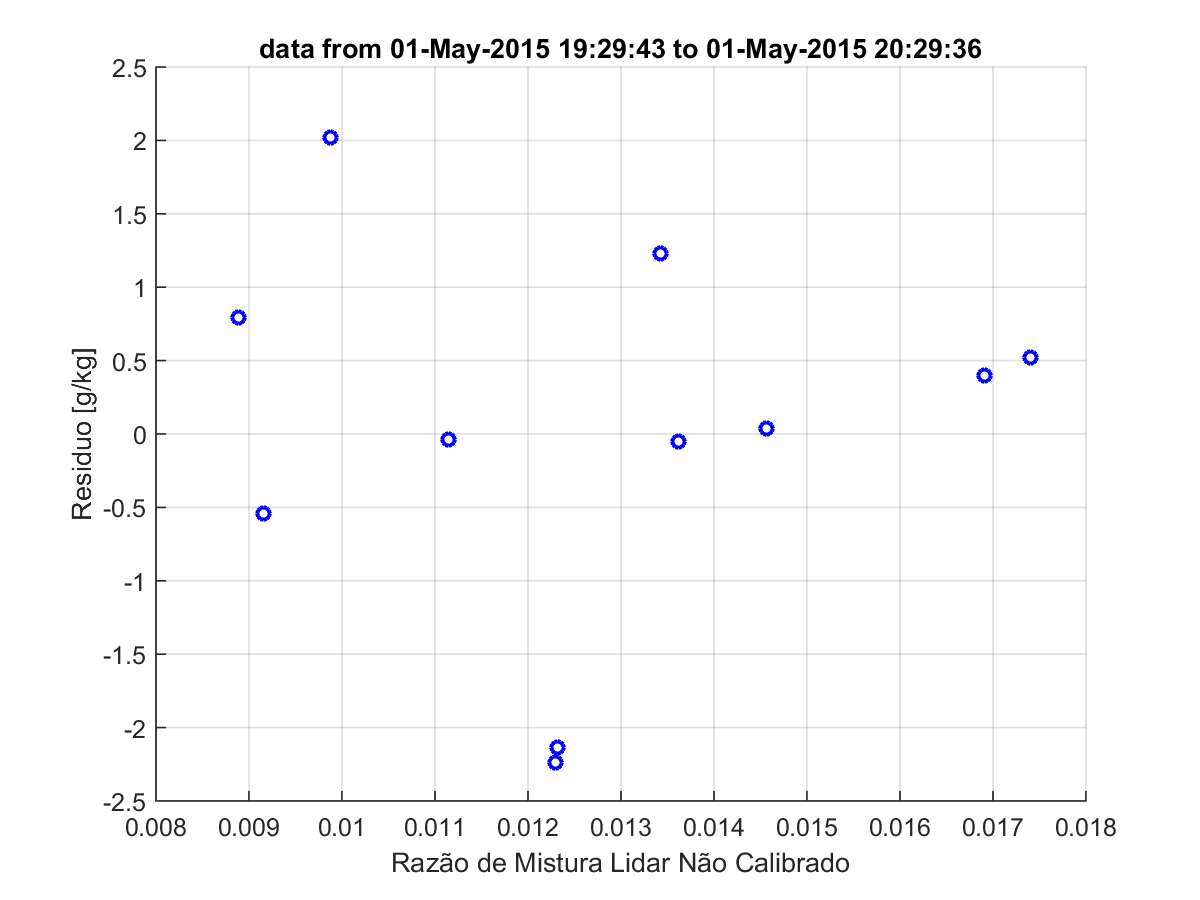 data from 01-May-2015 19:29:43 to 01-May-2015 20:29:36
2.5
2
1.5
1
0.5
0
-0.5
-1
-1.5
-2
-2.5
Residuo [g/kg]
0.008 0.009 0.01 0.011 0.012 0.013 0.014 0.015 0.016 0.017 0.018
Razão de Mistura Lidar Não Calibrado